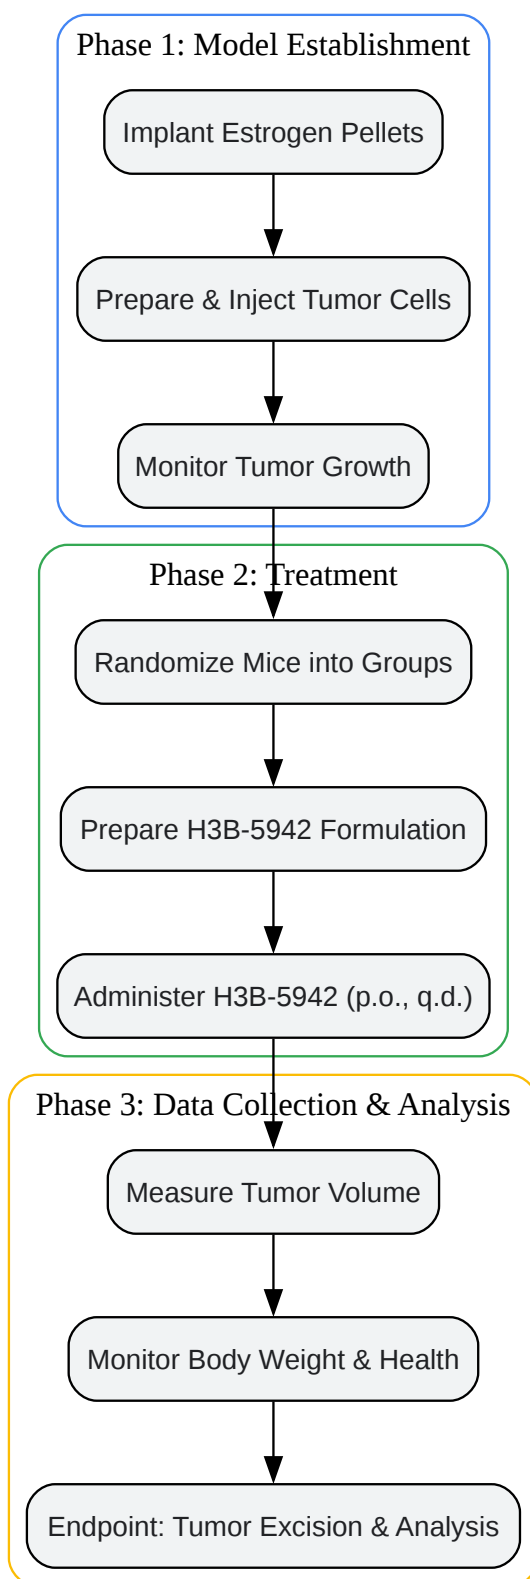 Phase 1: Model Establishment
Implant Estrogen Pellets
Prepare & Inject Tumor Cells
Monitor Tumor Growth
Phase 2: Treatment
Randomize Mice into Groups
Prepare H3B-5942 Formulation
Administer H3B-5942 (p.o., q.d.)
Phase 3: Data Collection & Analysis
Measure Tumor Volume
Monitor Body Weight & Health
Endpoint: Tumor Excision & Analysis